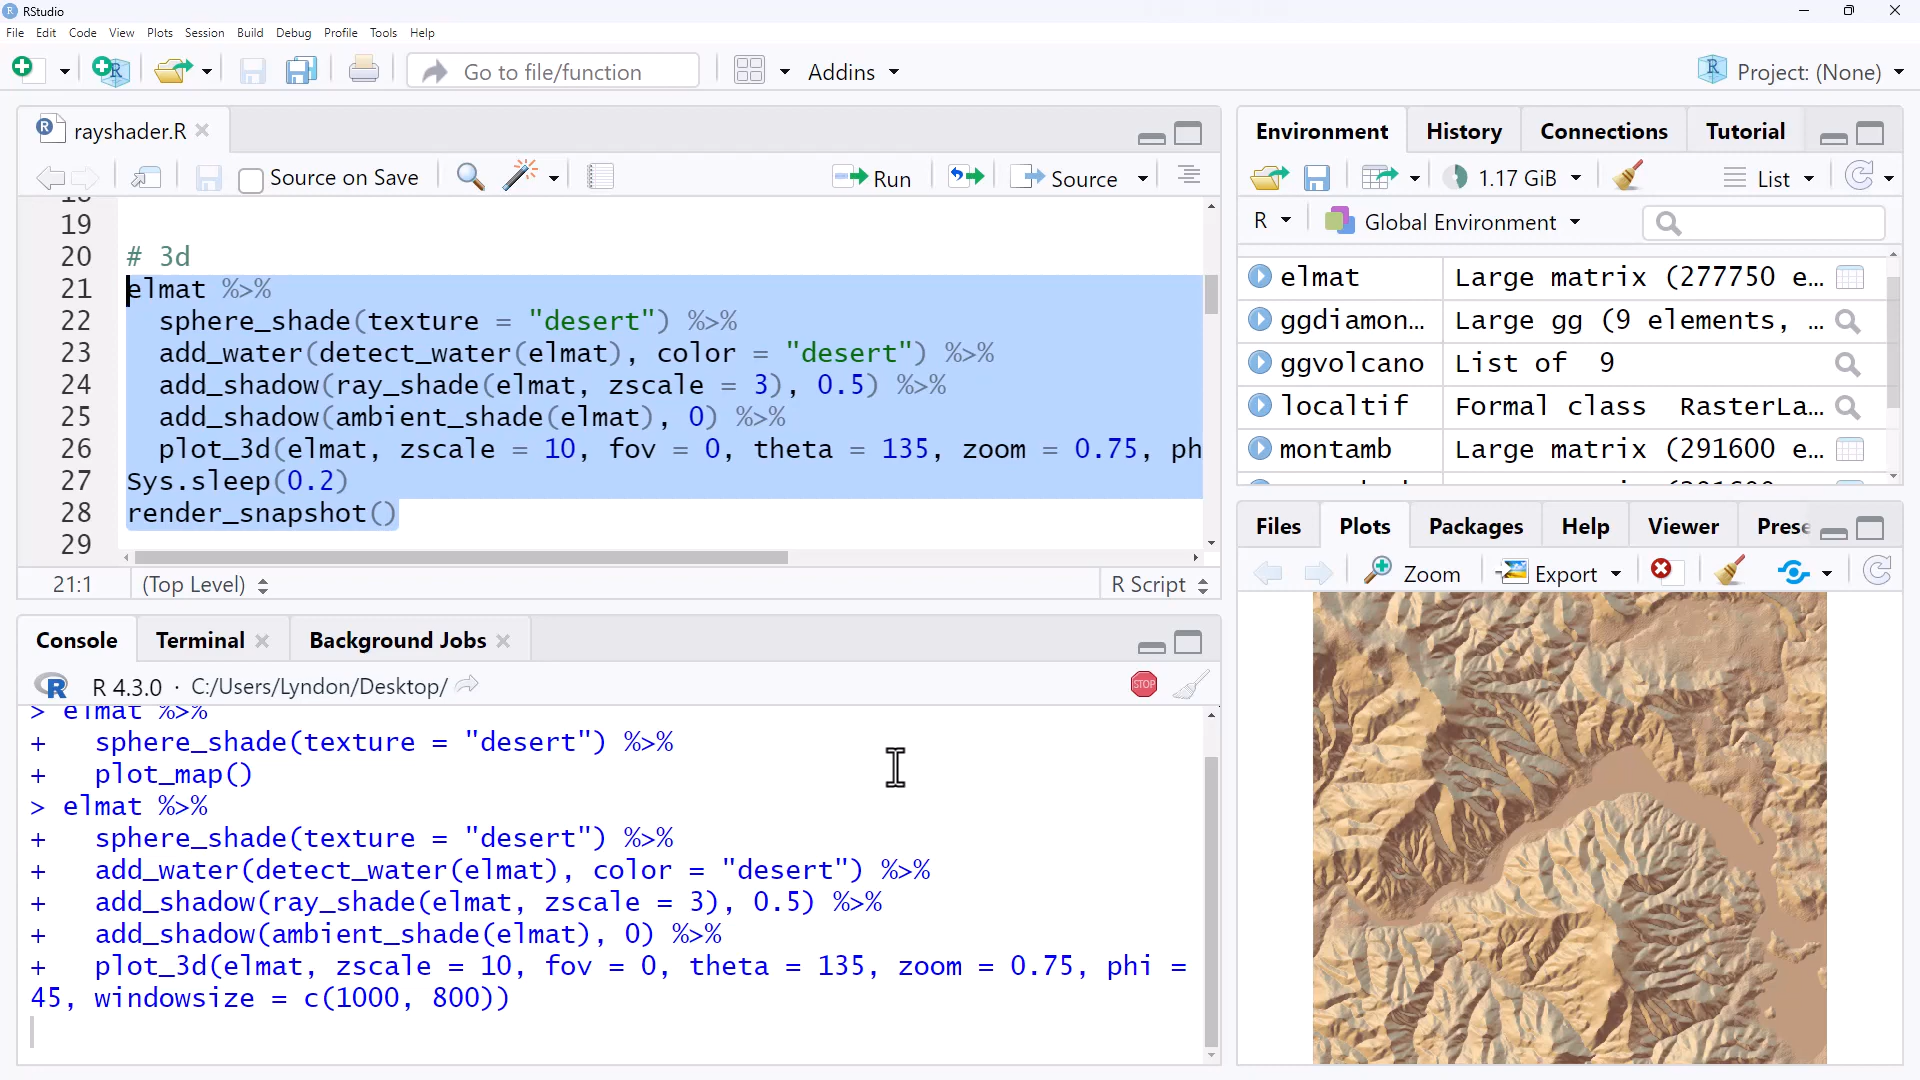 RStudio
File Edit Code View Plots Session Build Debug Profile Tools Help
Go to file/function
Addins
Project: (None)
rayshader.R
Source on Save
Run
Source
19
20 # 3d
21 elmat %>%
22 sphere_shade(texture = "desert") %>%
23 add_water(detect_water(elmat), color = "desert") %>%
24 add_shadow(ray_shade(elmat, zscale = 3), 0.5) %>%
25 add_shadow(ambient_shade(elmat), 0) %>%
26 plot_3d(elmat, zscale = 10, fov = 0, theta = 135, zoom = 0.75, ph
27 Sys.sleep(0.2)
28 render_snapshot()
29
21:1 (Top Level) R Script
Console Terminal Background Jobs
R 4.3.0 · C:/Users/Lyndon/Desktop/
STOP
> elmat %>%
+ sphere_shade(texture = "desert") %>%
+ plot_map()
> elmat %>%
+ sphere_shade(texture = "desert") %>%
+ add_water(detect_water(elmat), color = "desert") %>%
+ add_shadow(ray_shade(elmat, zscale = 3), 0.5) %>%
+ add_shadow(ambient_shade(elmat), 0) %>%
+ plot_3d(elmat, zscale = 10, fov = 0, theta = 135, zoom = 0.75, phi =
45, windowsize = c(1000, 800))
Environment History Connections Tutorial
1.17 GiB
List
R Global Environment
elmat Large matrix (277750 e...
ggdiamon... Large gg (9 elements, ...
ggvolcano List of 9
localtif Formal class RasterLa...
montamb Large matrix (291600 e...
Files Plots Packages Help Viewer Prese
Zoom Export